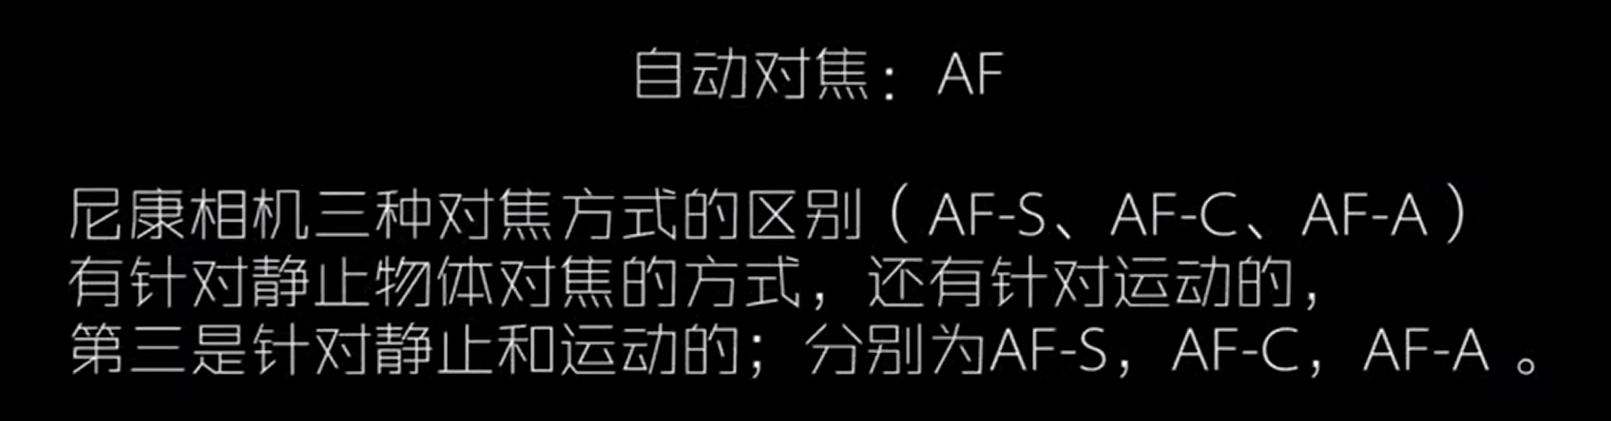 自动对焦：AF
尼康相机三种对焦方式的区别（AF-S、AF-C、AF-A）
有针对静止物体对焦的方式，还有针对运动的，
第三是针对静止和运动的；分别为AF-S，AF-C，AF-A 。